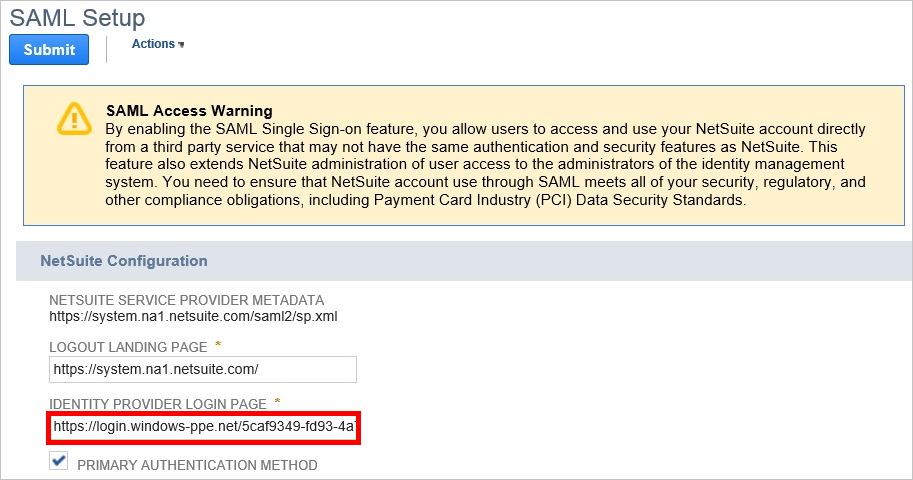 SAML Setup
Submit
Actions
SAML Access Warning
By enabling the SAML Single Sign-on feature, you allow users to access and use your NetSuite account directly
from a third party service that may not have the same authentication and security features as NetSuite. This
feature also extends NetSuite administration of user access to the administrators of the identity management
system. You need to ensure that NetSuite account use through SAML meets all of your security, regulatory, and
other compliance obligations, including Payment Card Industry (PCI) Data Security Standards.
NetSuite Configuration
NETSUITE SERVICE PROVIDER METADATA
https://system.na1.netsuite.com/saml2/sp.xml
LOGOUT LANDING PAGE *
https://system.na1.netsuite.com/
IDENTITY PROVIDER LOGIN PAGE *
https://login.windows-ppe.net/5caf9349-fd93-4a
PRIMARY AUTHENTICATION METHOD